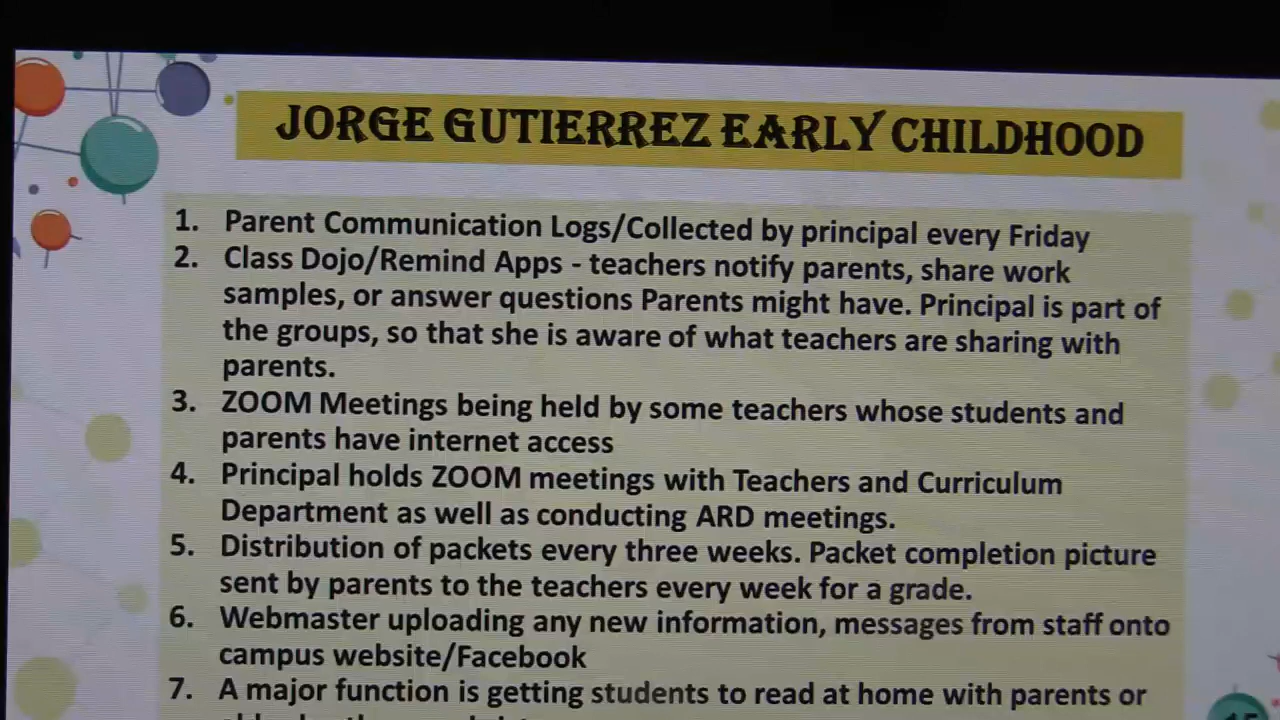 JORGE GUTIERREZ EARLY CHILDHOOD
1. Parent Communication Logs/Collected by principal every Friday
2. Class Dojo/Remind Apps - teachers notify parents, share work
samples, or answer questions Parents might have. Principal is part of
the groups, so that she is aware of what teachers are sharing with
parents.
3. ZOOM Meetings being held by some teachers whose students and
parents have internet access
4. Principal holds ZOOM meetings with Teachers and Curriculum
Department as well as conducting ARD meetings.
5. Distribution of packets every three weeks. Packet completion picture
sent by parents to the teachers every week for a grade.
6. Webmaster uploading any new information, messages from staff onto
campus website/Facebook
7. A major function is getting students to read at home with parents or